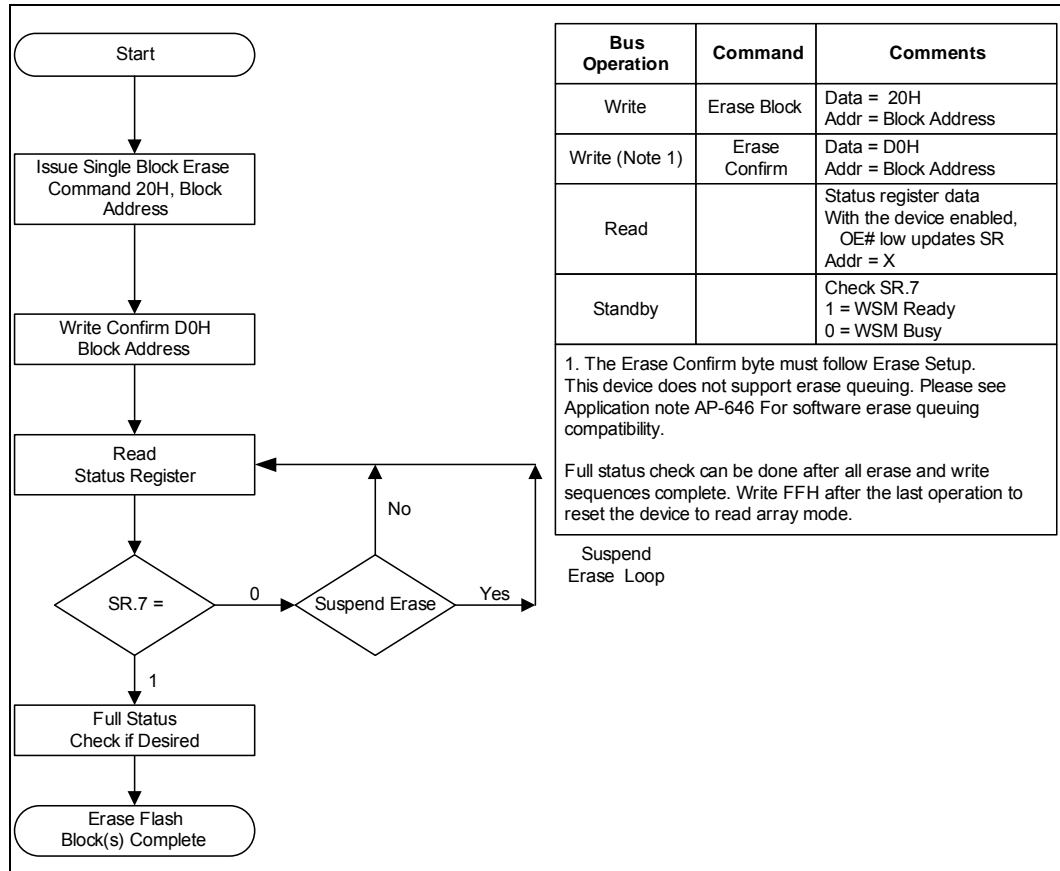 Start
Issue Single Block Erase
Command 20H, Block
Address
Write Confirm D0H
Block Address
Read
Status Register
No
SR.7 =
0
Suspend Erase
Yes
1
Full Status
Check if Desired
Erase Flash
Block(s) Complete
Bus
Operation
Command
Comments
Write
Erase Block
Data =  20H
Addr = Block Address
Write (Note 1)
Erase
Confirm
Data = D0H
Addr = Block Address
Read
Status register data
With the device enabled,
OE# low updates SR
Addr = X
Standby
Check SR.7
1 = WSM Ready
0 = WSM Busy
1. The Erase Confirm byte must follow Erase Setup.
This device does not support erase queuing. Please see
Application note AP-646 For software erase queuing
compatibility.
Full status check can be done after all erase and write
sequences complete. Write FFH after the last operation to
reset the device to read array mode.
Suspend
Erase  Loop